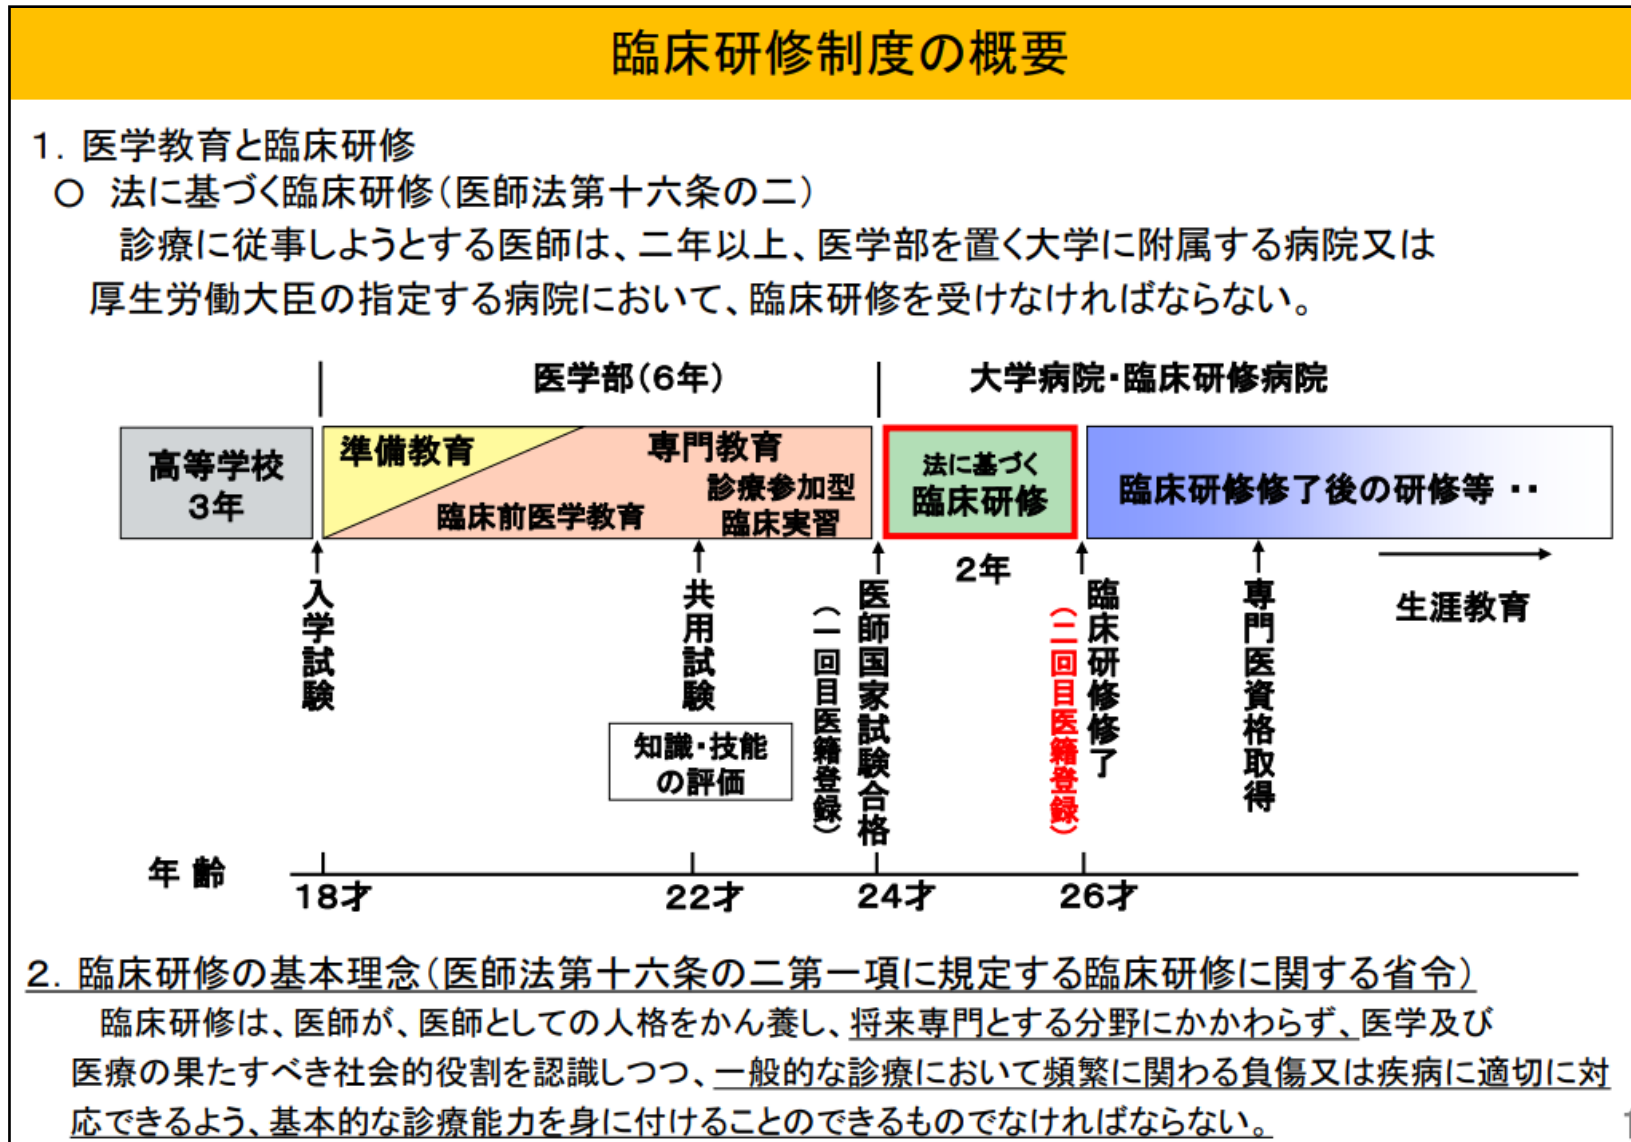 臨床研修制度の概要
１．医学教育と臨床研修
○ 法に基づく臨床研修（医師法第十六条の二）
診療に従事しようとする医師は、二年以上、医学部を置く大学に附属する病院又は
厚生労働大臣の指定する病院において、臨床研修を受けなければならない。
医学部（６年）
大学病院・臨床研修病院
高等学校
３年
準備教育
専門教育
臨床前医学教育
診療参加型
臨床実習
法に基づく
臨床研修
臨床研修修了後の研修等 ・・
２年
入学試験
共用試験
知識・技能
の評価
医師国家試験合格
（一回目医籍登録）
臨床研修修了
（二回目医籍登録）
専門医資格取得
生涯教育
年 齢
１８才
２２才
２４才
２６才
２．臨床研修の基本理念（医師法第十六条の二第一項に規定する臨床研修に関する省令）
臨床研修は、医師が、医師としての人格をかん養し、将来専門とする分野にかかわらず、医学及び
医療の果たすべき社会的役割を認識しつつ、一般的な診療において頻繁に関わる負傷又は疾病に適切に対
応できるよう、基本的な診療能力を身に付けることのできるものでなければならない。